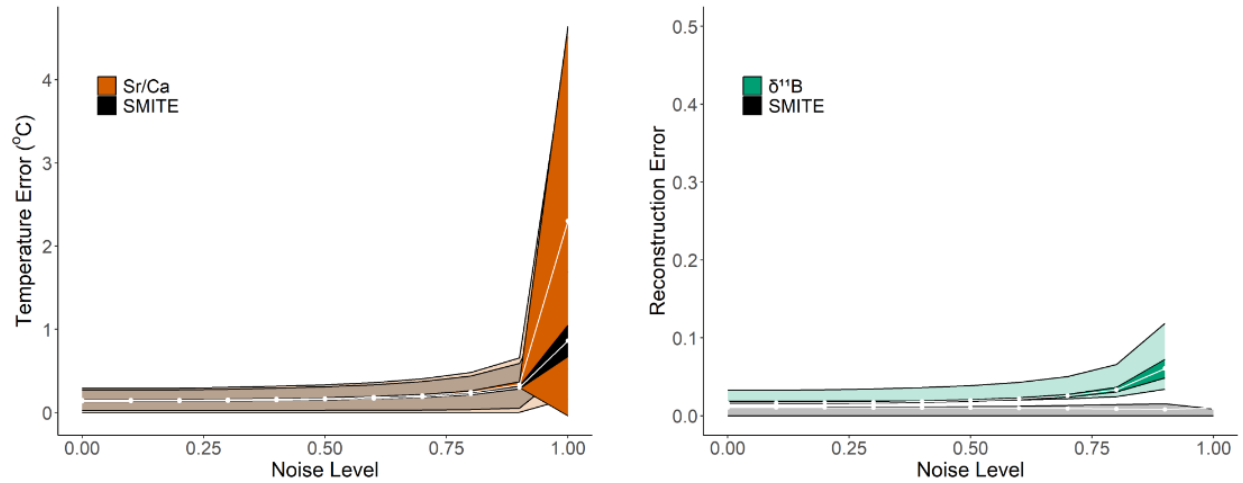 Temperature Error (°C)
4
3
2
1
0
Sr/Ca
SMITE
0.00 0.25 0.50 0.75 1.00
Noise Level
Reconstruction Error
0.5
0.4
0.3
0.2
0.1
0.0
δ¹¹B
SMITE
0.00 0.25 0.50 0.75 1.00
Noise Level